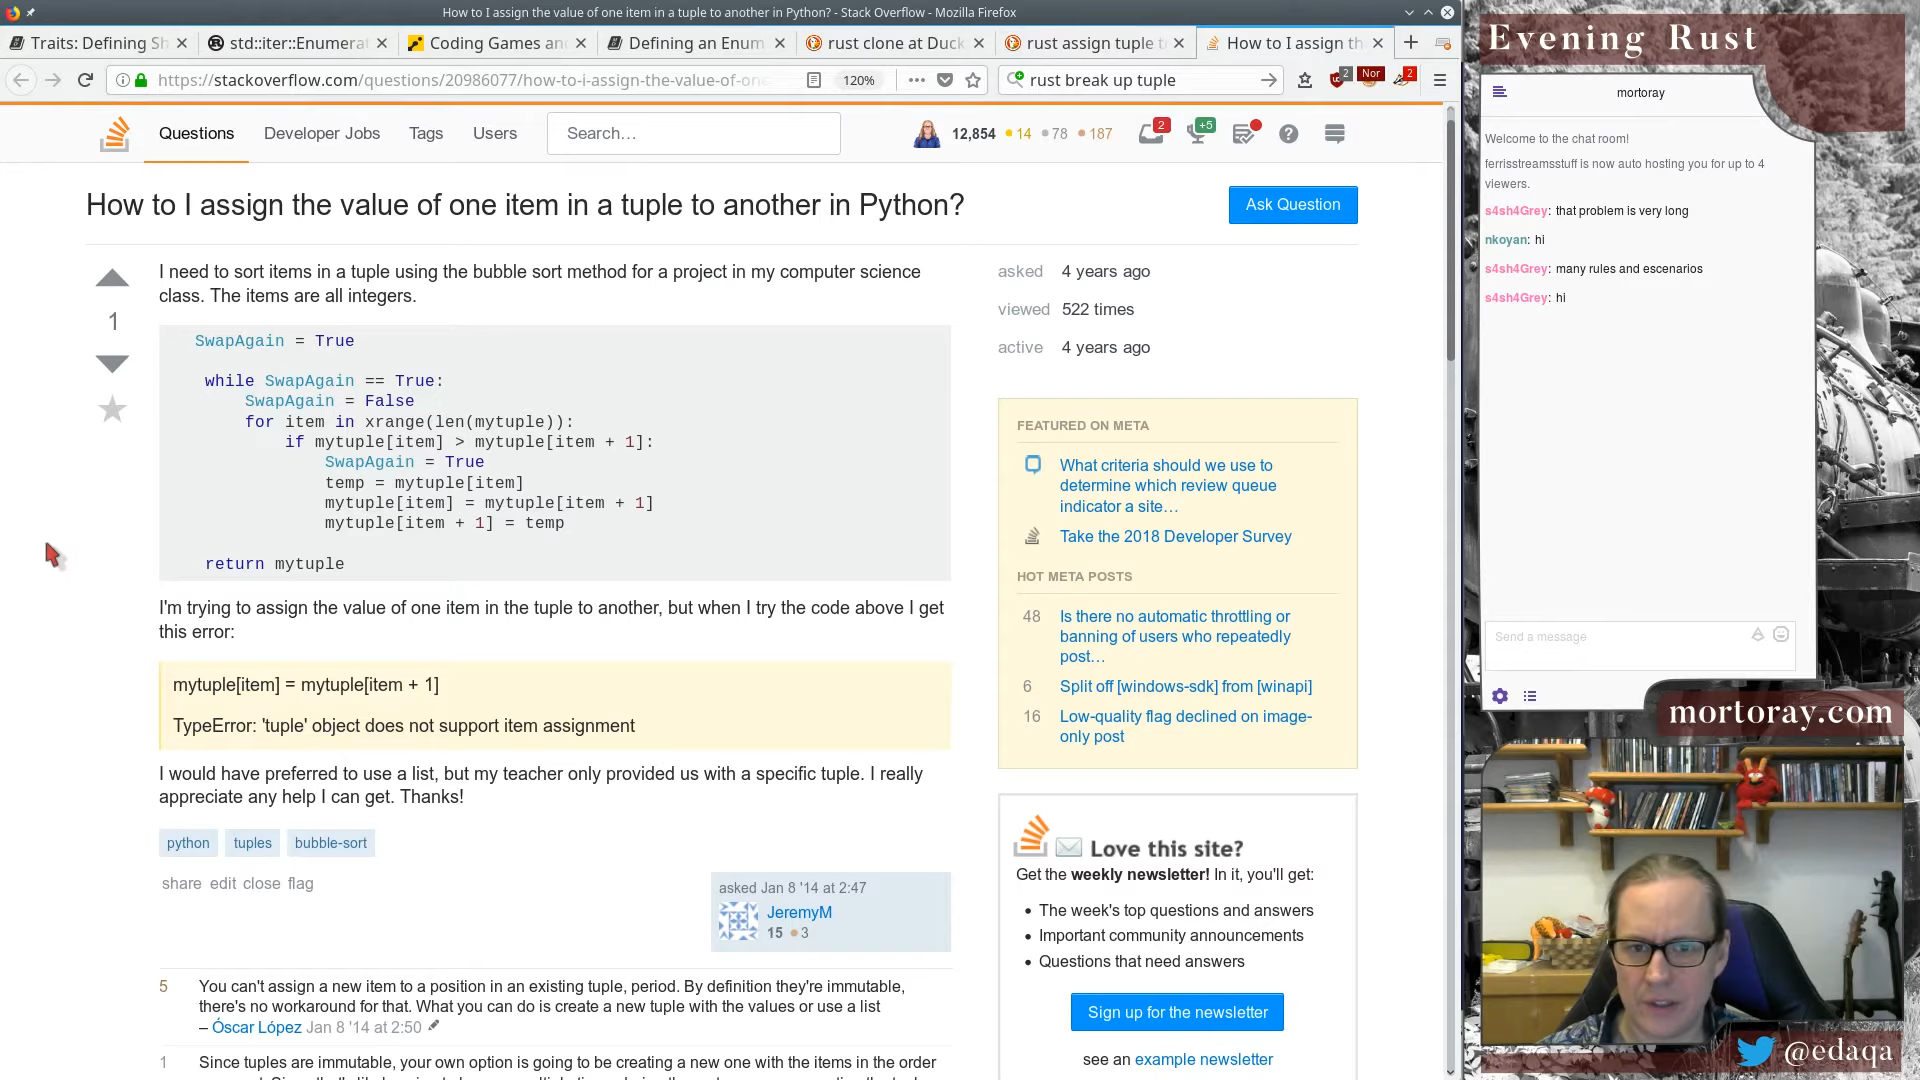 How to I assign the value of one item in a tuple to another in Python? - Stack Overflow - Mozilla Firefox
Traits: Defining Sh
std::iter::Enumerat
Coding Games an
Defining an Enum
rust clone at Duck
rust assign tuple t
How to I assign th
https://stackoverflow.com/questions/20986077/how-to-i-assign-the-value-of-one-
120%
rust break up tuple
2
Nor
2
Questions
Developer Jobs
Tags
Users
Search...
12,854
14
78
187
2
+5
How to I assign the value of one item in a tuple to another in Python?
Ask Question
1
I need to sort items in a tuple using the bubble sort method for a project in my computer science
class. The items are all integers.
SwapAgain = True
while SwapAgain == True:
SwapAgain = False
for item in xrange(len(mytuple)):
if mytuple[item] > mytuple[item + 1]:
SwapAgain = True
temp = mytuple[item]
mytuple[item] = mytuple[item + 1]
mytuple[item + 1] = temp
return mytuple
I'm trying to assign the value of one item in the tuple to another, but when I try the code above I get
this error:
mytuple[item] = mytuple[item + 1]
TypeError: 'tuple' object does not support item assignment
I would have preferred to use a list, but my teacher only provided us with a specific tuple. I really
appreciate any help I can get. Thanks!
python
tuples
bubble-sort
share edit close flag
asked Jan 8 '14 at 2:47
JeremyM
15
3
5
You can't assign a new item to a position in an existing tuple, period. By definition they're immutable,
there's no workaround for that. What you can do is create a new tuple with the values or use a list
– Óscar López Jan 8 '14 at 2:50
1
Since tuples are immutable, your own option is going to be creating a new one with the items in the order
asked 4 years ago
viewed 522 times
active 4 years ago
FEATURED ON META
What criteria should we use to
determine which review queue
indicator a site...
Take the 2018 Developer Survey
HOT META POSTS
48 Is there no automatic throttling or
banning of users who repeatedly
post...
6 Split off [windows-sdk] from [winapi]
16 Low-quality flag declined on image-
only post
Love this site?
Get the weekly newsletter! In it, you'll get:
• The week's top questions and answers
• Important community announcements
• Questions that need answers
Sign up for the newsletter
see an example newsletter
Evening Rust
mortoray
Welcome to the chat room!
ferrisstreamsstuff is now auto hosting you for up to 4
viewers.
s4sh4Grey: that problem is very long
nkoyan: hi
s4sh4Grey: many rules and escenarios
s4sh4Grey: hi
Send a message
mortoray.com
@edaqa